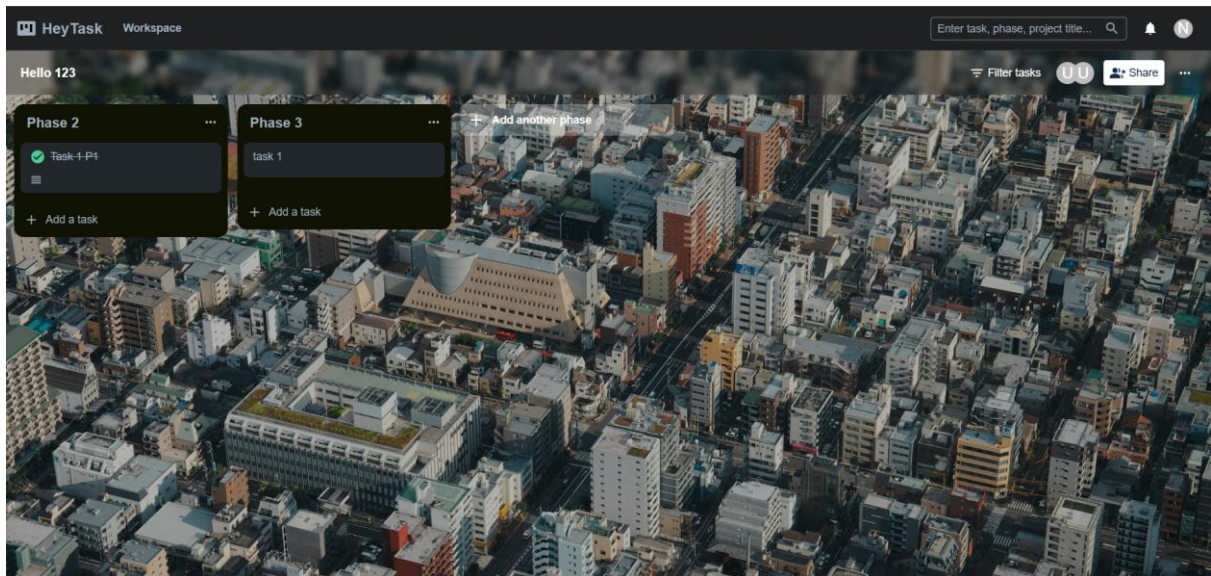 HeyTask Workspace Enter task, phase, project title... N
Hello 123 Filter tasks U U Share
Phase 2
Task 1 P1
Add a task
Phase 3
task 1
Add a task
Add another phase